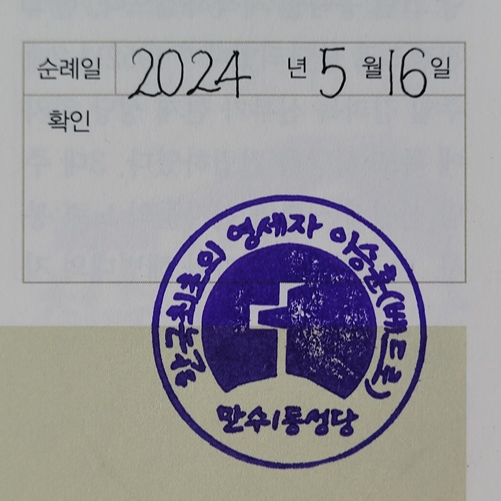 순례일 2024 년 5 월 16 일
확인
한국최초의 영세자 이승훈(베드로)
만수1동성당